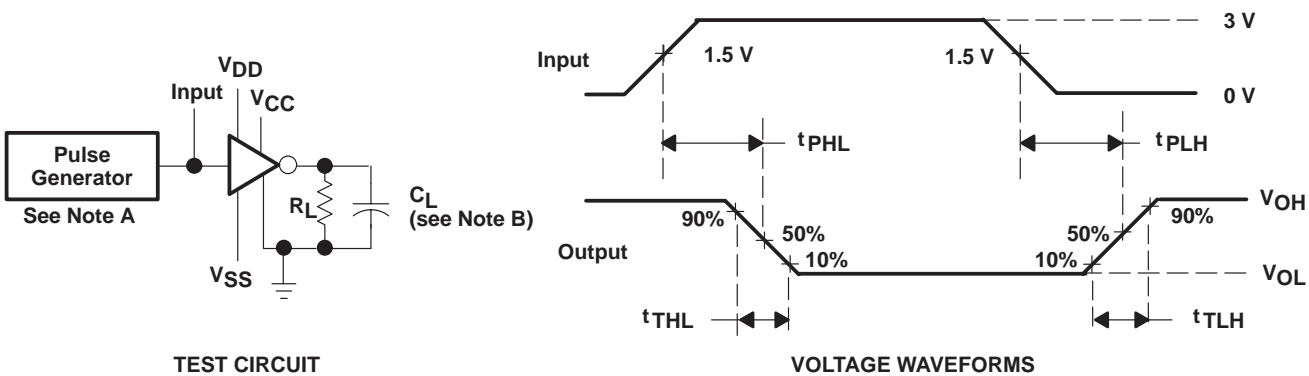 Pulse
Generator
See Note A
Input
VDD
VCC
VSS
RL
CL
(see Note B)
TEST CIRCUIT
Input
1.5 V
1.5 V
3 V
0 V
tPHL
tPLH
Output
90%
50%
10%
10%
50%
90%
VOH
VOL
tTHL
tTLH
VOLTAGE WAVEFORMS